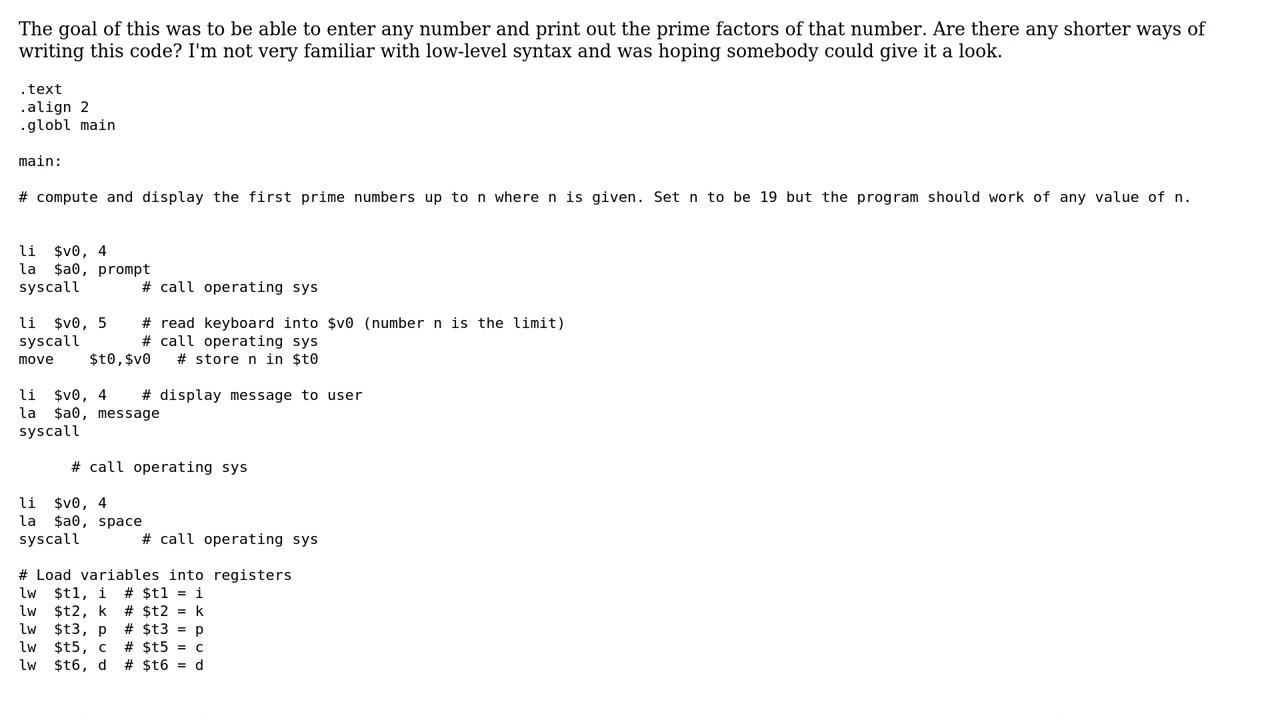 The goal of this was to be able to enter any number and print out the prime factors of that number. Are there any shorter ways of
writing this code? I'm not very familiar with low-level syntax and was hoping somebody could give it a look.
.text
.align 2
.globl main
main:
# compute and display the first prime numbers up to n where n is given. Set n to be 19 but the program should work of any value of n.
li  $v0, 4
la  $a0, prompt
syscall       # call operating sys
li  $v0, 5    # read keyboard into $v0 (number n is the limit)
syscall       # call operating sys
move    $t0,$v0   # store n in $t0
li  $v0, 4    # display message to user
la  $a0, message
syscall
      # call operating sys
li  $v0, 4
la  $a0, space
syscall       # call operating sys
# Load variables into registers
lw  $t1, i  # $t1 = i
lw  $t2, k  # $t2 = k
lw  $t3, p  # $t3 = p
lw  $t5, c  # $t5 = c
lw  $t6, d  # $t6 = d